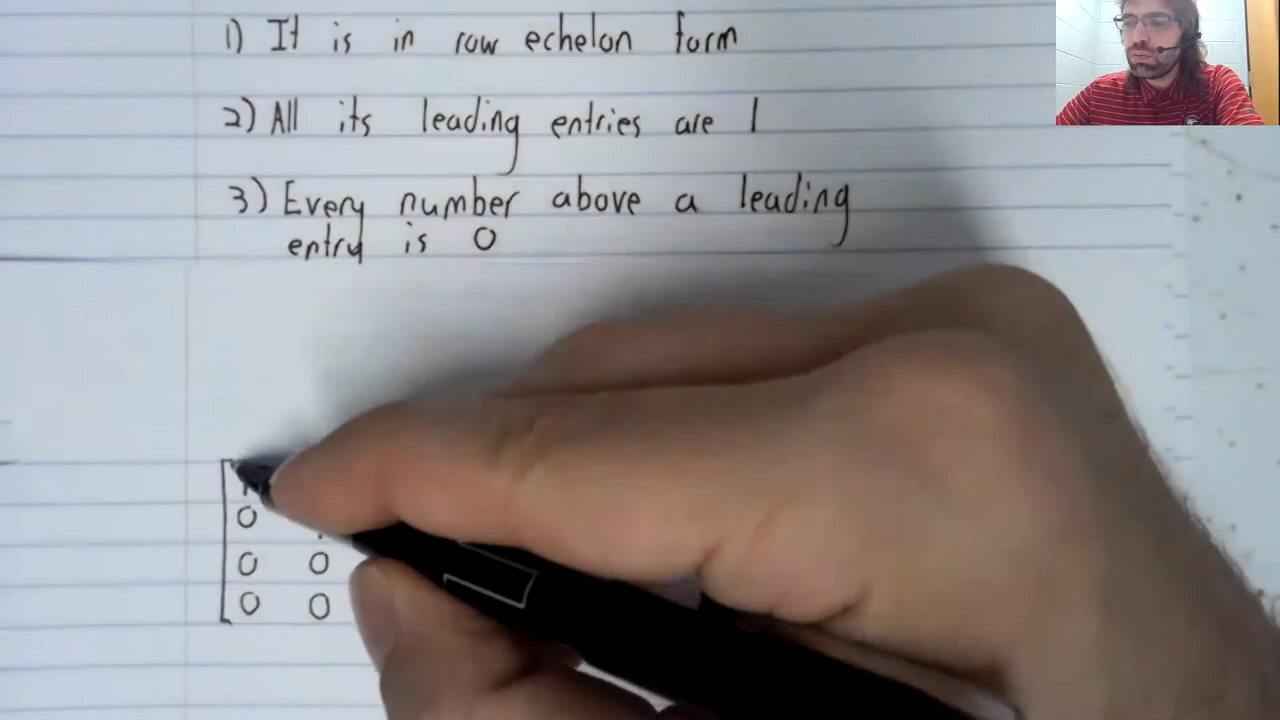 1) It is in row echelon form
2) All its leading entries are 1
3) Every number above a leading
entry is 0
0
0 0
0 0